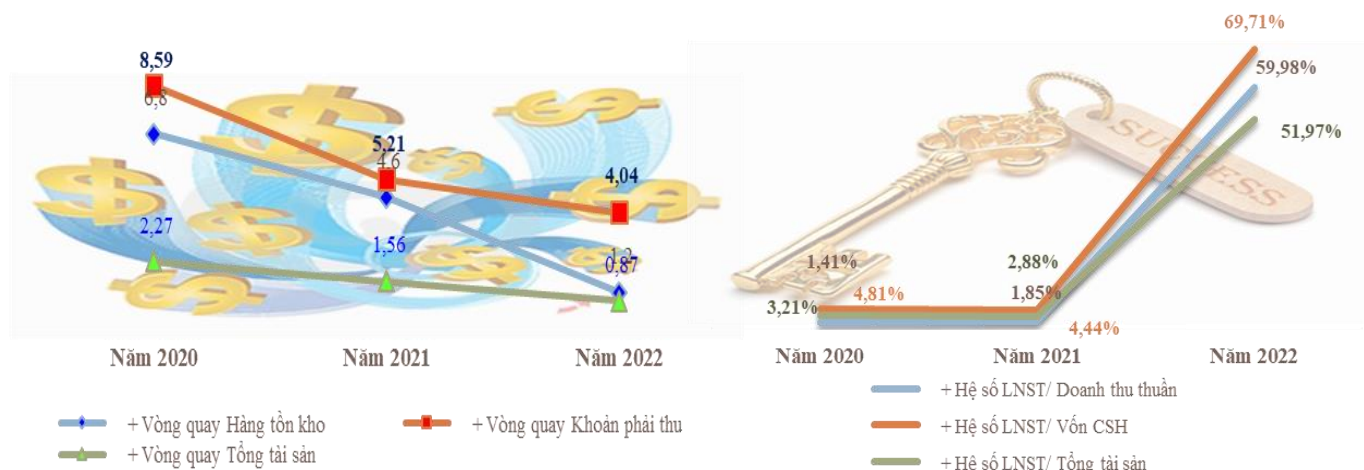 8,59
6,8
5,21
4,6
4,04
2,27
1,56
1,2
0,87
Năm 2020
Năm 2021
Năm 2022
+ Vòng quay Hàng tồn kho
+ Vòng quay Khoản phải thu
+ Vòng quay Tổng tài sản
69,71%
59,98%
51,97%
SUCCESS
1,41%
2,88%
3,21%
4,81%
1,85%
4,44%
Năm 2020
Năm 2021
Năm 2022
+ Hệ số LNST/ Doanh thu thuần
+ Hệ số LNST/ Vốn CSH
+ Hệ số LNST/ Tổng tài sản